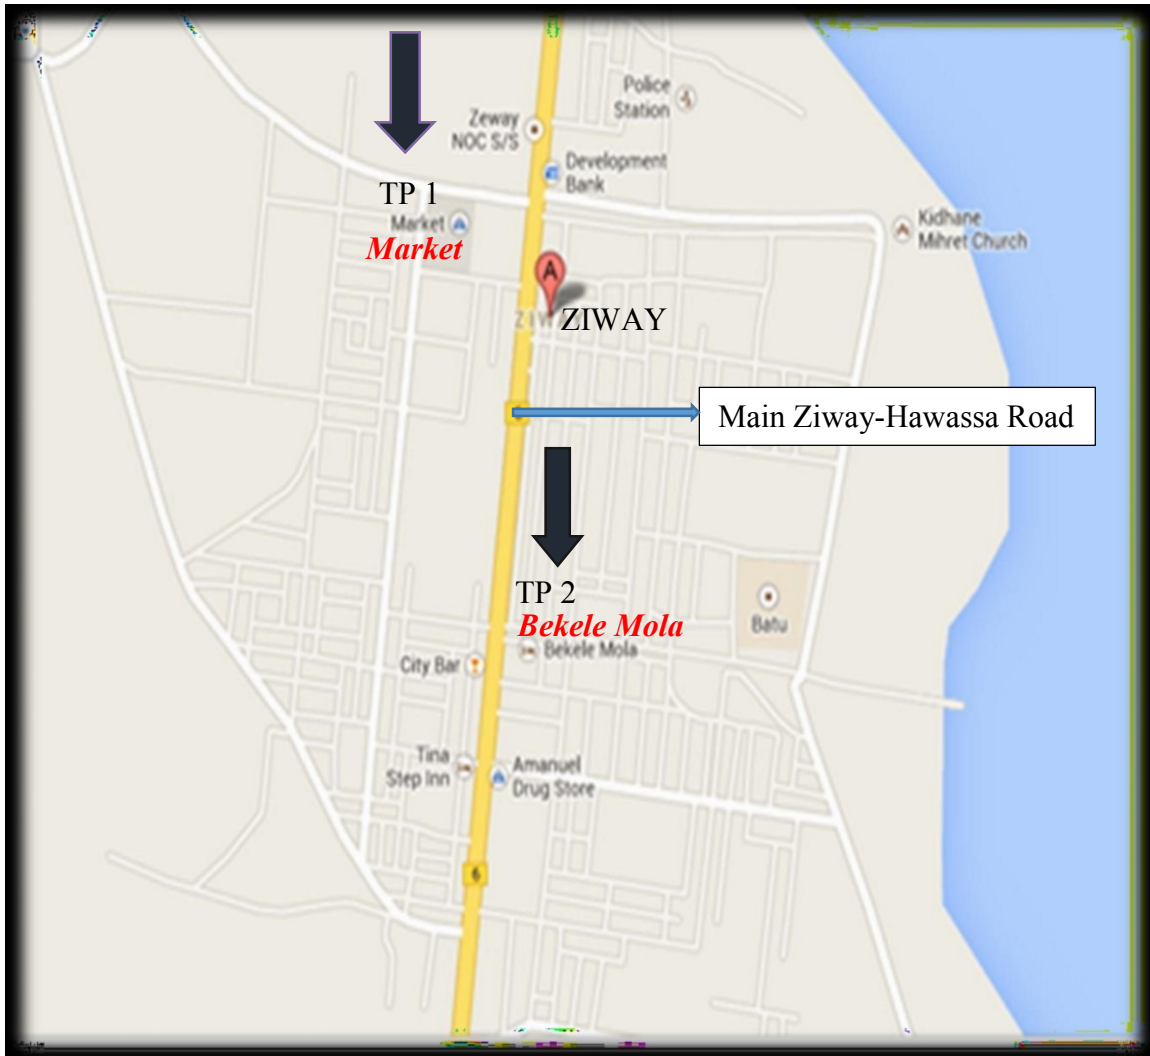 Police
Station
Zeway
NOC S/S
Development
Bank
TP 1
Market
Market
Kidhane
Mihret Church
A
ZIWAY
ZIWAY
Main Ziway-Hawassa Road
TP 2
Bekele Mola
Bekele Mola
Batu
City Bar
Tina
Step Inn
Amanuel
Drug Store
6